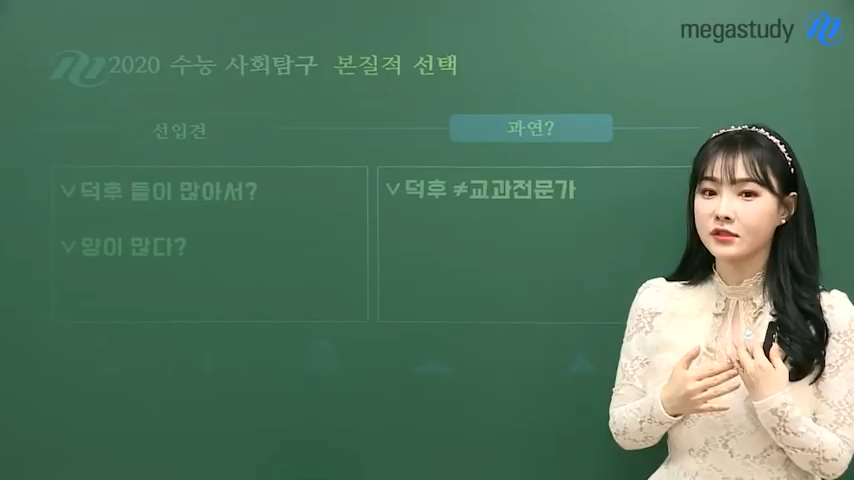 megastudy
2020 수능 사회탐구 본질적 선택
선입견
과연?
덕후 들이 많아서?
양이 많다?
덕후 ≠교과전문가